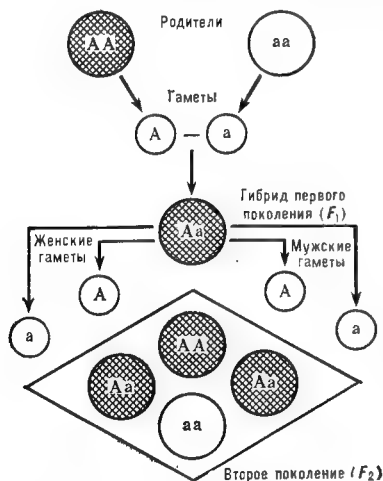 Родители
AA
aa
Гаметы
A – a
Гибрид первого
поколения (F₁)
Aa
Женские
гаметы
Мужские
гаметы
A
A
a
a
AA
Aa
Aa
aa
Второе поколение (F₂)